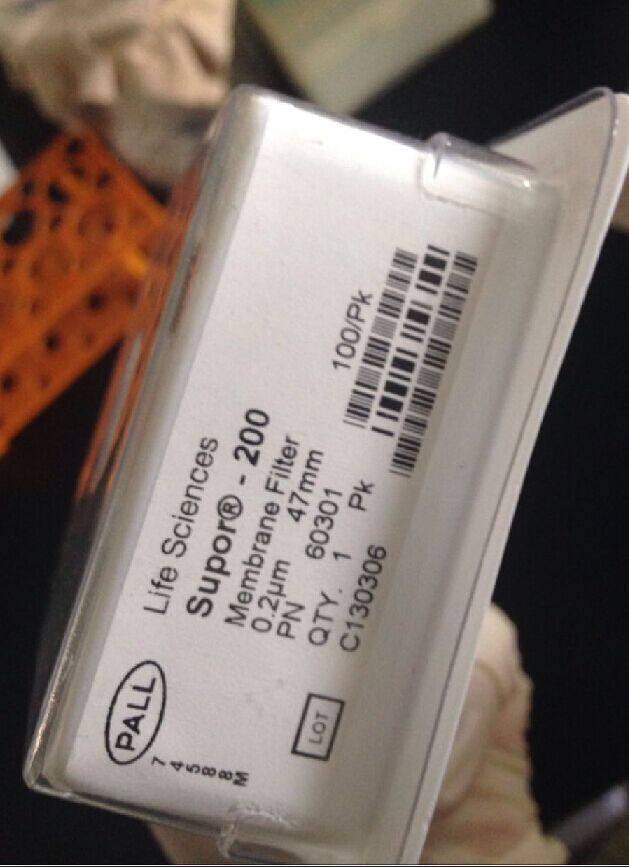 PALL
Life Sciences
Supor® - 200
Membrane Filter
0.2µm 47mm
PN 60301
QTY. 1 Pk
100/Pk
LOT C130306
74588M